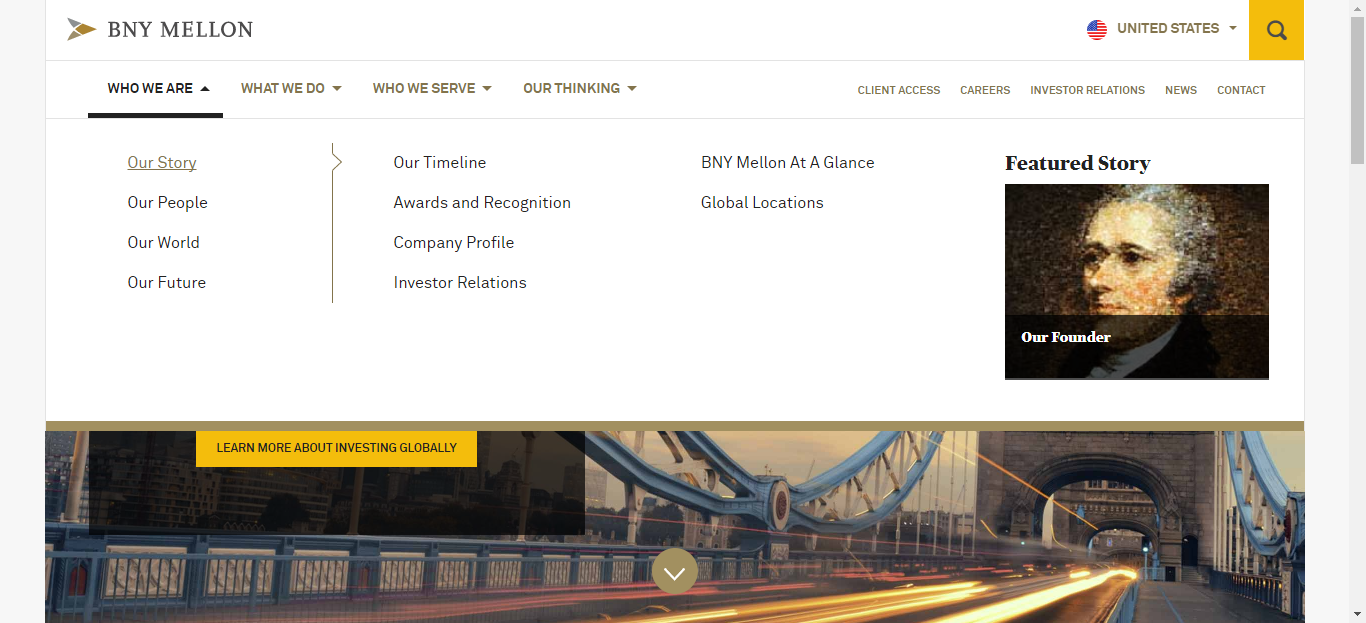 BNY MELLON
UNITED STATES
WHO WE ARE
WHAT WE DO
WHO WE SERVE
OUR THINKING
CLIENT ACCESS
CAREERS
INVESTOR RELATIONS
NEWS
CONTACT
Our Story
Our People
Our World
Our Future
Our Timeline
Awards and Recognition
Company Profile
Investor Relations
BNY Mellon At A Glance
Global Locations
Featured Story
Our Founder
LEARN MORE ABOUT INVESTING GLOBALLY